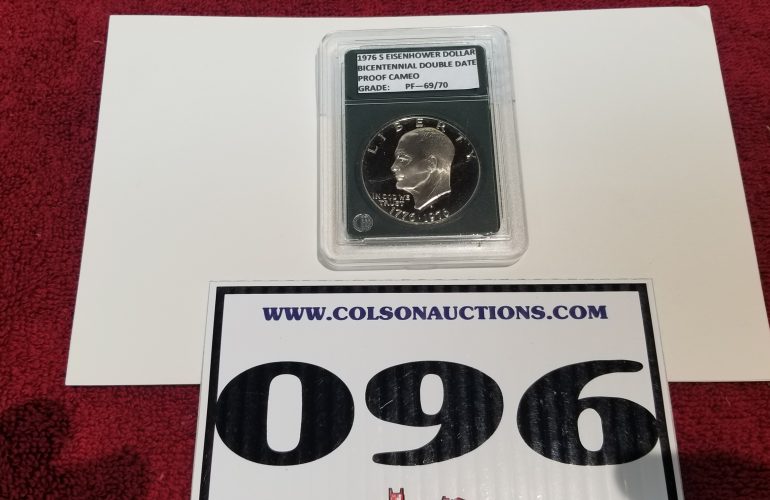 1976 S EISENHOWER DOLLAR
BICENTENNIAL DOUBLE DATE
PROOF CAMEO
GRADE: PF—69/70
LIBERTY
IN GOD WE
TRUST
1776·1976
WWW.COLSONAUCTIONS.COM
096